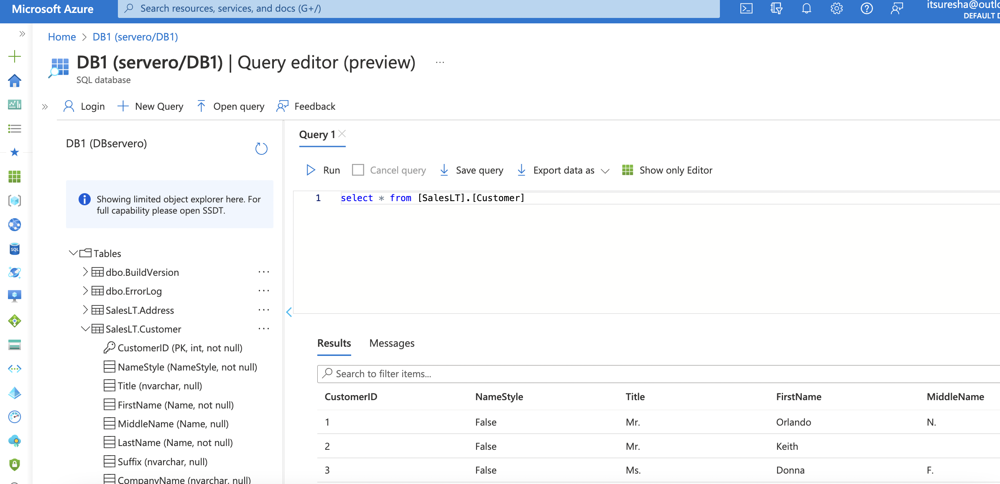 Microsoft Azure
Search resources, services, and docs (G+/)
itsuresha@outlo
DEFAULT D
Home > DB1 (servero/DB1)
DB1 (servero/DB1) | Query editor (preview) ...
SQL database
Login New Query Open query Feedback
DB1 (DBservero)
Showing limited object explorer here. For
full capability please open SSDT.
Tables
dbo.BuildVersion
dbo.ErrorLog
SalesLT.Address
SalesLT.Customer
CustomerID (PK, int, not null)
NameStyle (NameStyle, not null)
Title (nvarchar, null)
FirstName (Name, not null)
MiddleName (Name, null)
LastName (Name, not null)
Suffix (nvarchar, null)
CompanyName (nvarchar, null)
SQL
Query 1
Run Cancel query Save query Export data as Show only Editor
1 select * from [SalesLT].[Customer]
Results Messages
Search to filter items...
CustomerID NameStyle Title FirstName MiddleName
1 False Mr. Orlando N.
2 False Mr. Keith
3 False Ms. Donna F.